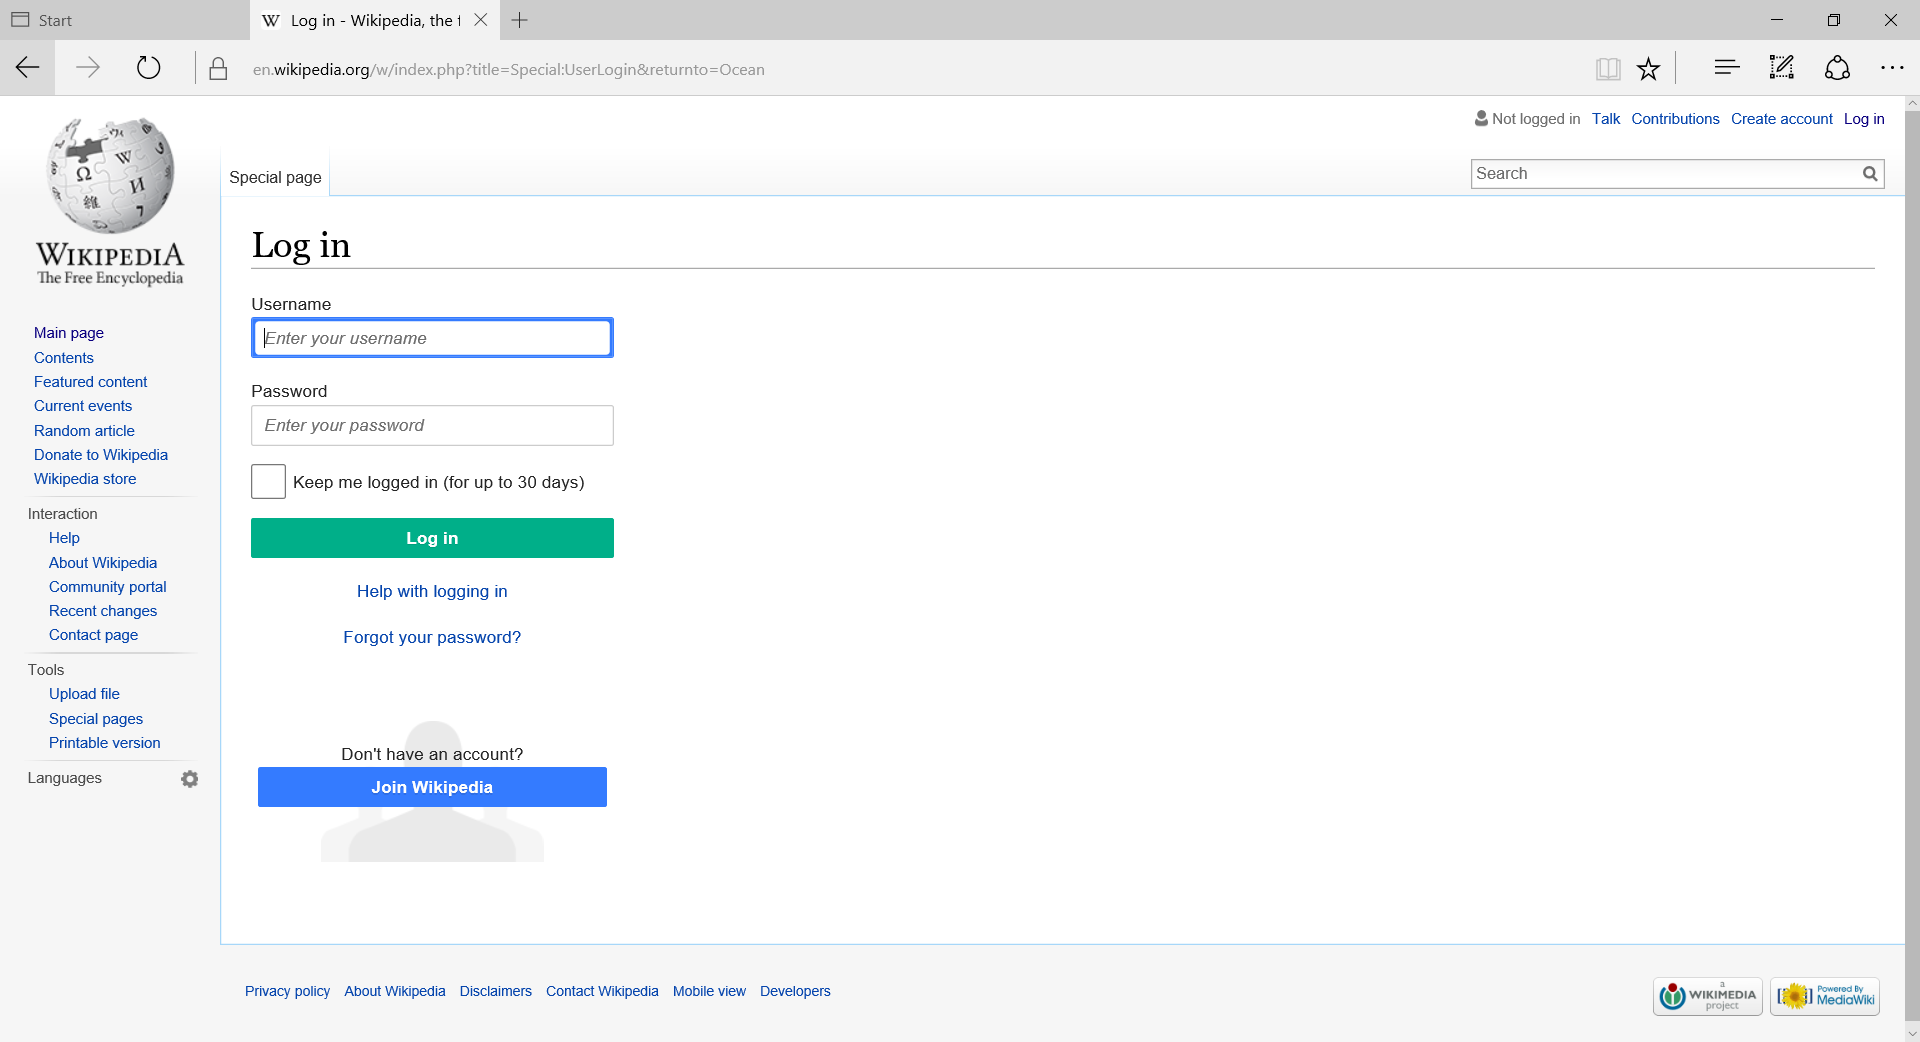 Start
Log in - Wikipedia, the f
en.wikipedia.org/w/index.php?title=Special:UserLogin&returnto=Ocean
Not logged in Talk Contributions Create account Log in
Special page
Search
WIKIPEDIA
The Free Encyclopedia
Main page
Contents
Featured content
Current events
Random article
Donate to Wikipedia
Wikipedia store
Interaction
Help
About Wikipedia
Community portal
Recent changes
Contact page
Tools
Upload file
Special pages
Printable version
Languages
Log in
Username
Enter your username
Password
Enter your password
Keep me logged in (for up to 30 days)
Log in
Help with logging in
Forgot your password?
Don't have an account?
Join Wikipedia
Privacy policy About Wikipedia Disclaimers Contact Wikipedia Mobile view Developers
a
WIKIMEDIA
project
Powered By
MediaWiki